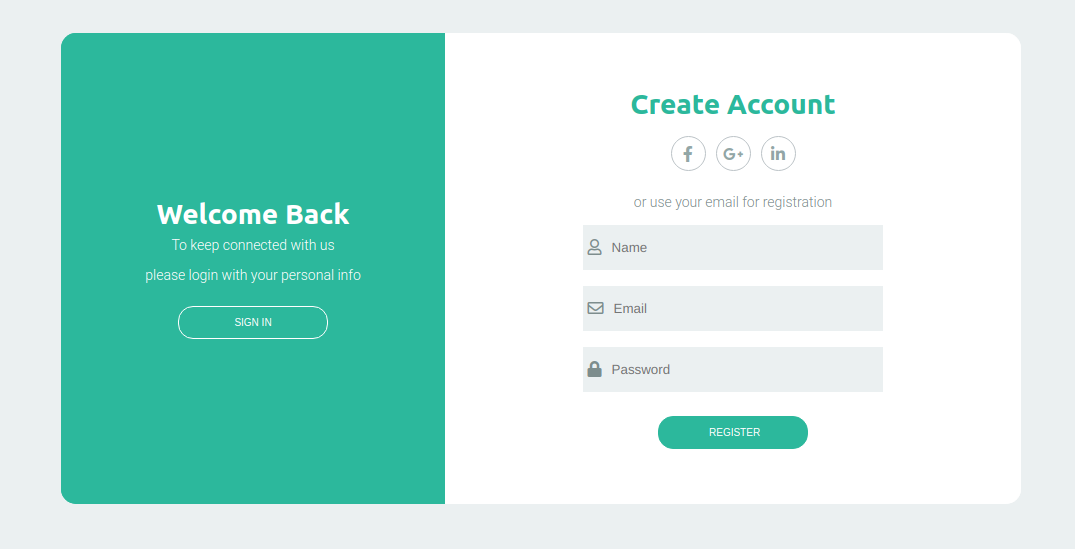 Welcome Back
To keep connected with us
please login with your personal info
SIGN IN
Create Account
f G+ in
or use your email for registration
Name
Email
Password
REGISTER